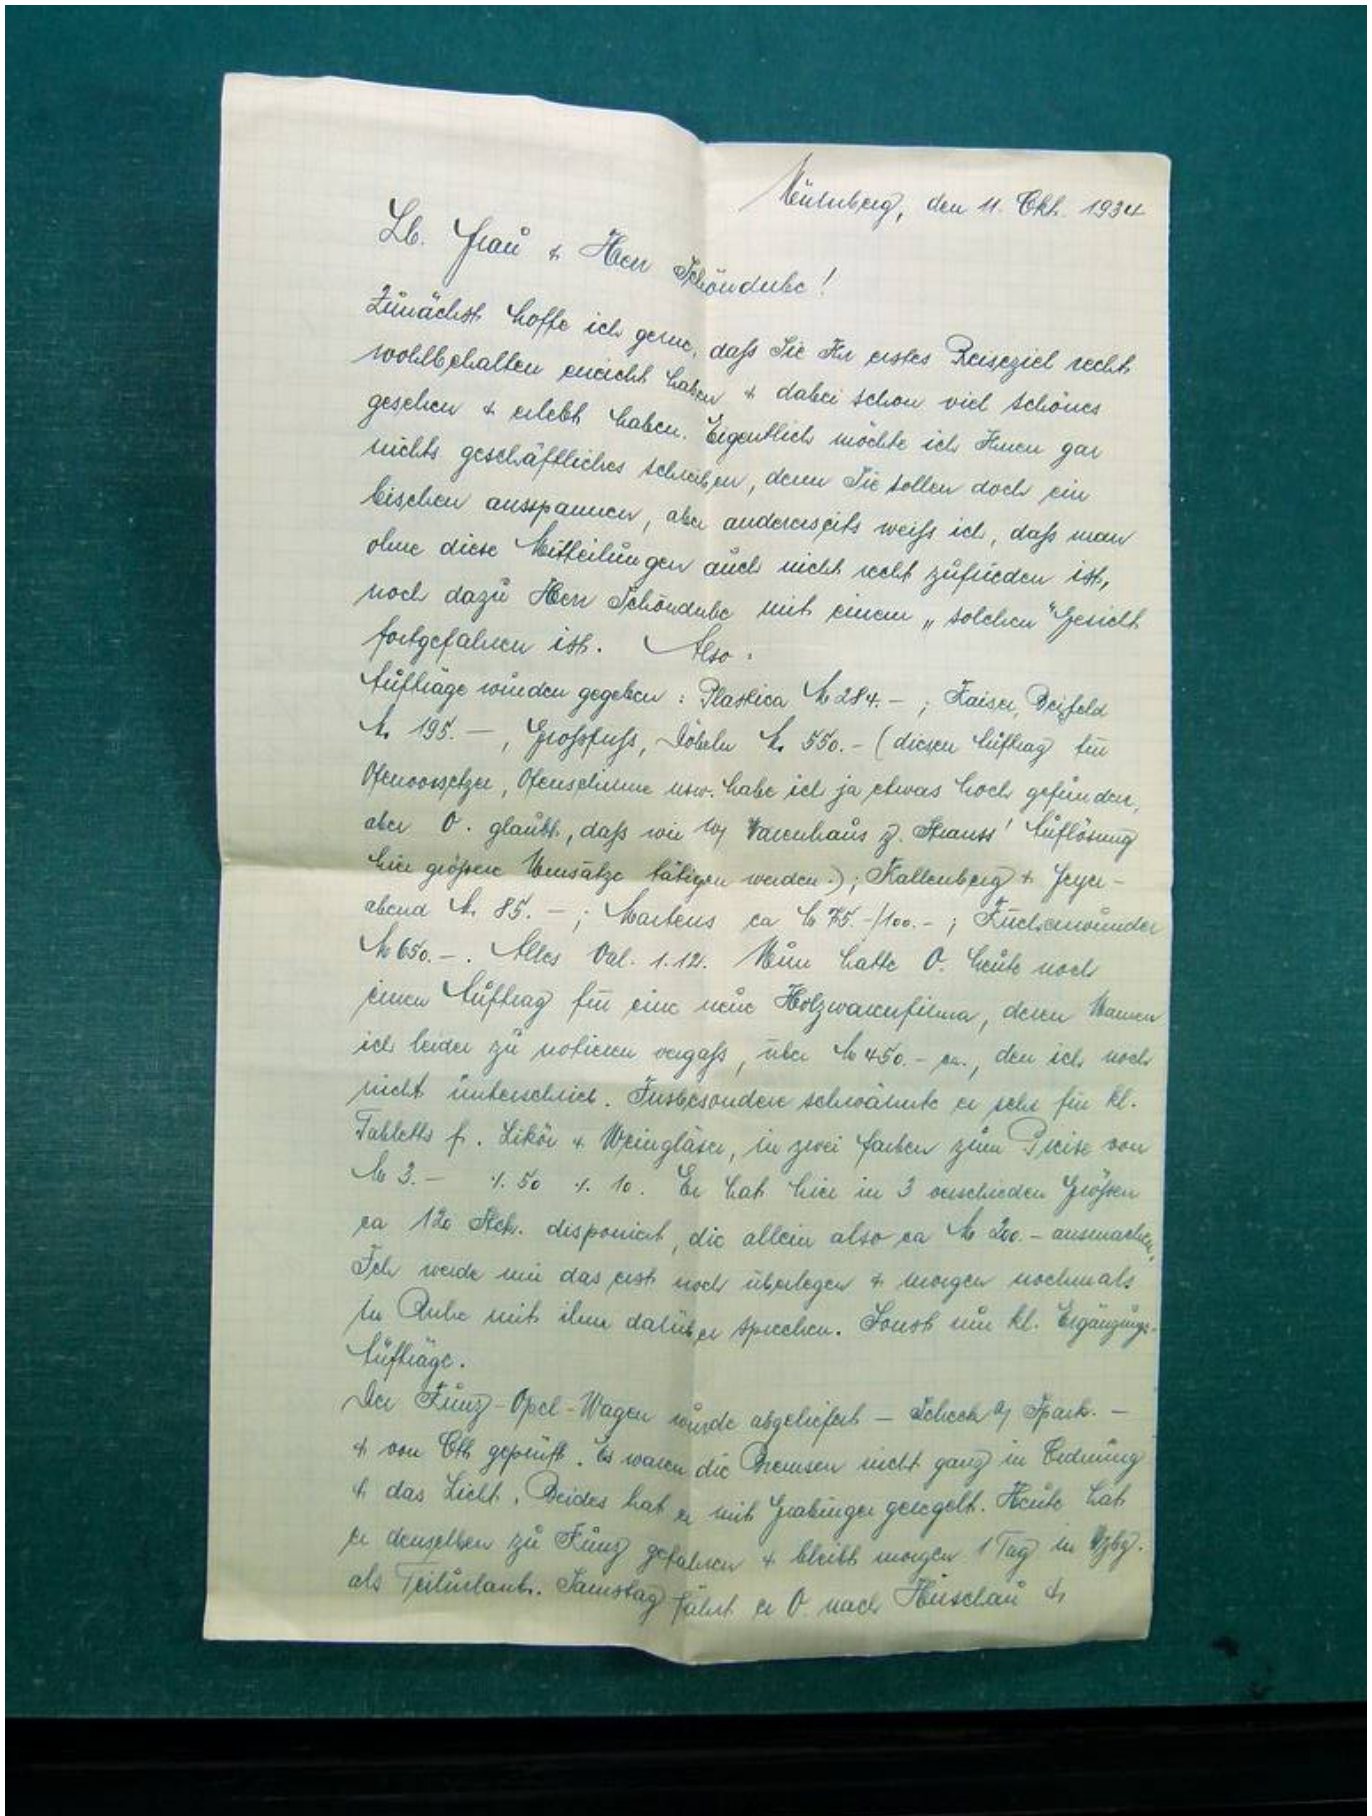 Nürnberg, den 11. Okt. 1934
Lb. Frau & Herr Schöndube!
Zunächst hoffe ich gerne, daß Sie Ihr erstes Reiseziel recht
wohlbehalten erreicht haben & dabei schon viel schönes
gesehen & erlebt haben. Eigentlich möchte ich Ihnen gar
nichts geschäftliches schreiben, denn Sie sollen doch ein
bischen ausspannen, aber andererseits weiß ich, daß man
ohne diese Mitteilungen auch nicht recht zufrieden ist,
noch dazu Herr Schöndube mit einem „solchen" Gesicht
fortgefahren ist. Also:
Aufträge wurden gegeben: Plastica M 284.-; Kaiser,
M. 195.-, Großfuß, Döbeln M. 550.- (diesen Auftrag für
Ofenvorsetzer, Ofenschirme usw. habe ich ja etwas hoch gefunden,
aber O. glaubt, daß wir Warenhaus Strauss' Auflösung
hier größere Umsätze tätigen werden.); Kallenberg & Feyer-
abend M. 85.-; Martens ca M 75.-/100.-;
M 650.-. Alles Val. 1.12. Nun hatte O. heute noch
einen Auftrag für eine neue Holzwarenfirma, deren Namen
ich leider zu notieren vergaß, über M 450.- ca., den ich noch
nicht unterschrieb. Insbesondere schwärmte er sehr für kl.
Tabletts f. Likör & Weingläser, in zwei Farben zum Preise von
M 3.- ./. 50 ./. 10. Er hat hier in 3 verschieden Größen
ca 120 Stck. disponiert, die allein also ca M 200.- ausmachen.
Ich werde mir das erst noch überlegen & morgen nochmals
in Ruhe mit ihm darüber sprechen. Sonst nur kl. Ergänzungs-
Aufträge.
Der Künz-Opel-Wagen wurde abgeliefert - Scheck a/ Spark. -
& von Oth geprüft. Es waren die Bremsen nicht ganz in Ordnung
& das Licht. Beides hat er mit Grabinger geregelt. Heute hat
er denselben zu Künz gefahren & bleibt morgen 1 Tag in Wzbg.
als Teilurlaub. Samstag fährt er O. nach Hirschau &